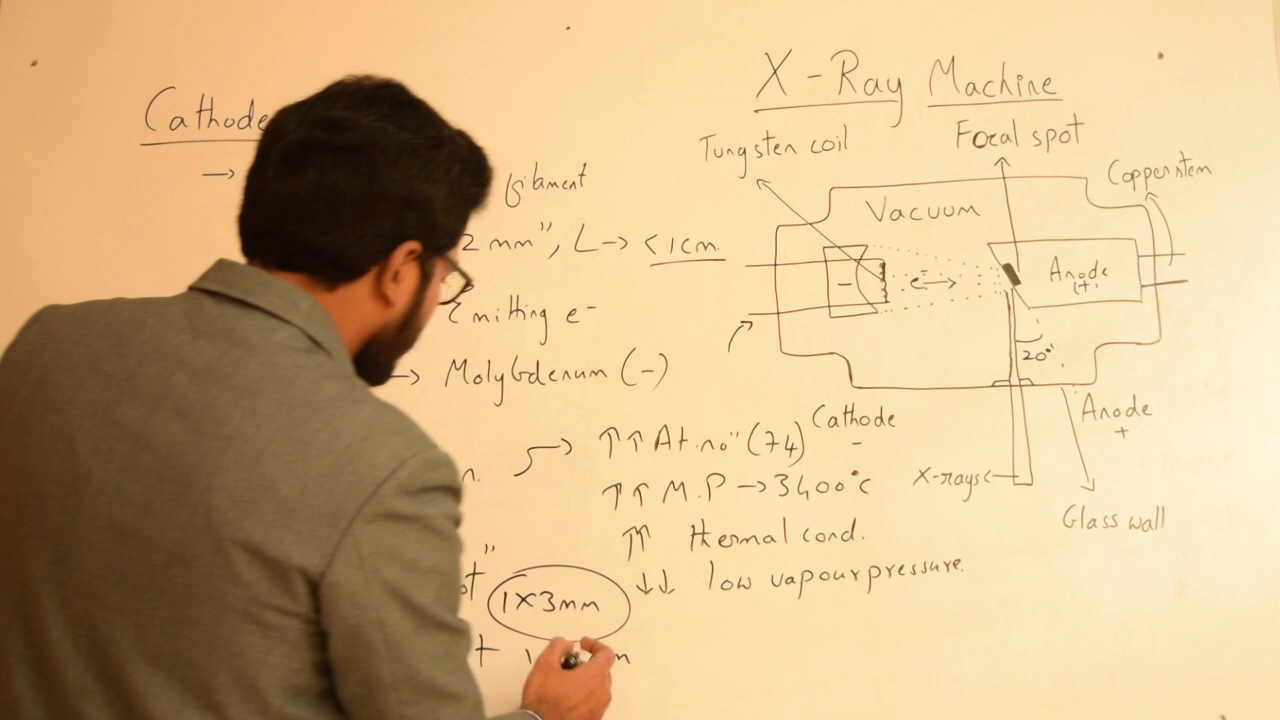 X-Ray Machine
Cathode
→
filament
2 mm", L→ <1cm
Emitting e-
→ Molybdenum (-)
n.
→ ↑↑ At.no" (74)
↑↑ M.P → 3400°c
↑↑ thermal cond.
↓↓ low vapour pressure.
ot"
1×3mm
Tungsten coil
Focal spot
Copper stem
Vacuum
-
e- →
Anode
(+)
20°
Cathode
-
Anode
+
X-rays
Glass wall